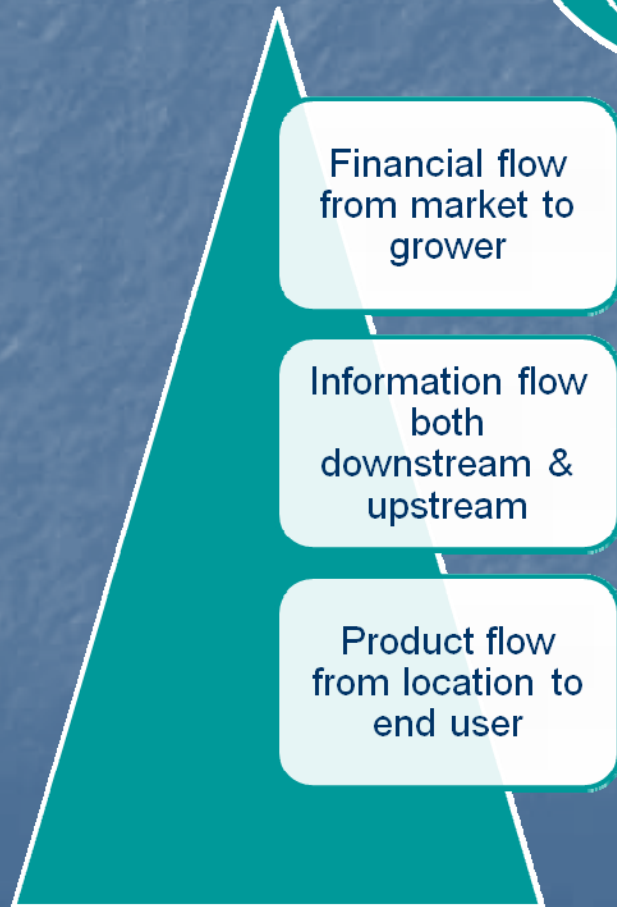 Financial flow
from market to
grower
Information flow
both
downstream &
upstream
Product flow
from location to
end user